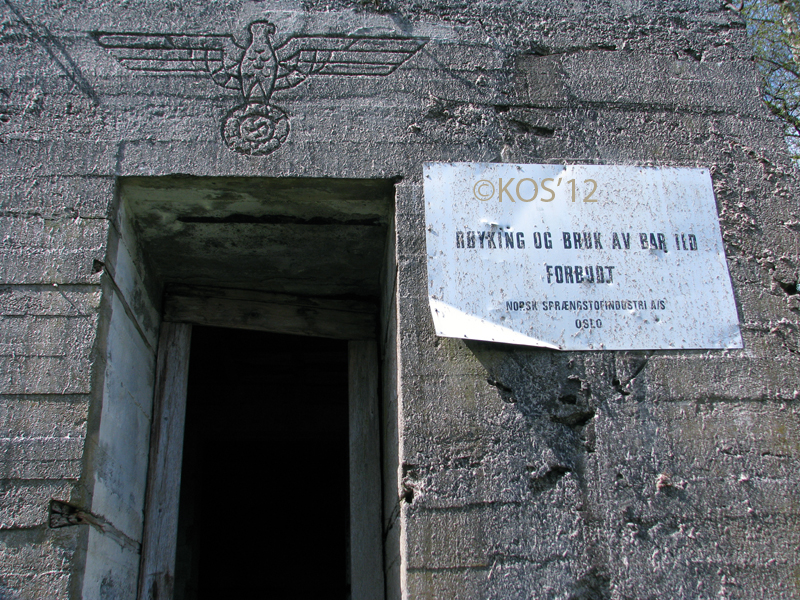 ©KOS'12
RØYKING OG BRUK AV BAR ILD
FORBUDT
NORSK SPRÆNGSTOFINDUSTRI A/S
OSLO